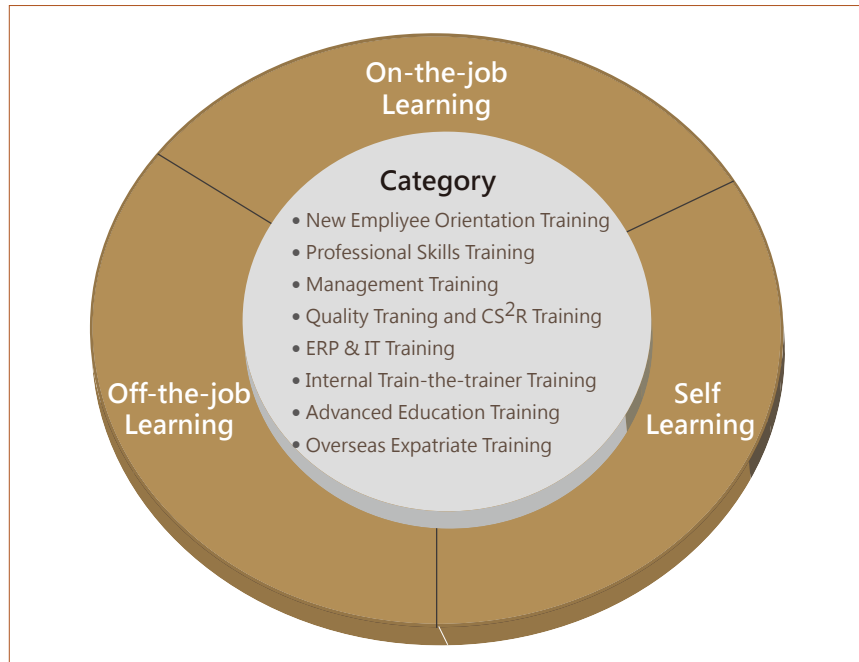 On-the-job
Learning
Category
• New Empliyee Orientation Training
• Professional Skills Training
• Management Training
• Quality Traning and CS²R Training
• ERP & IT Training
• Internal Train-the-trainer Training
• Advanced Education Training
• Overseas Expatriate Training
Off-the-job
Learning
Self
Learning